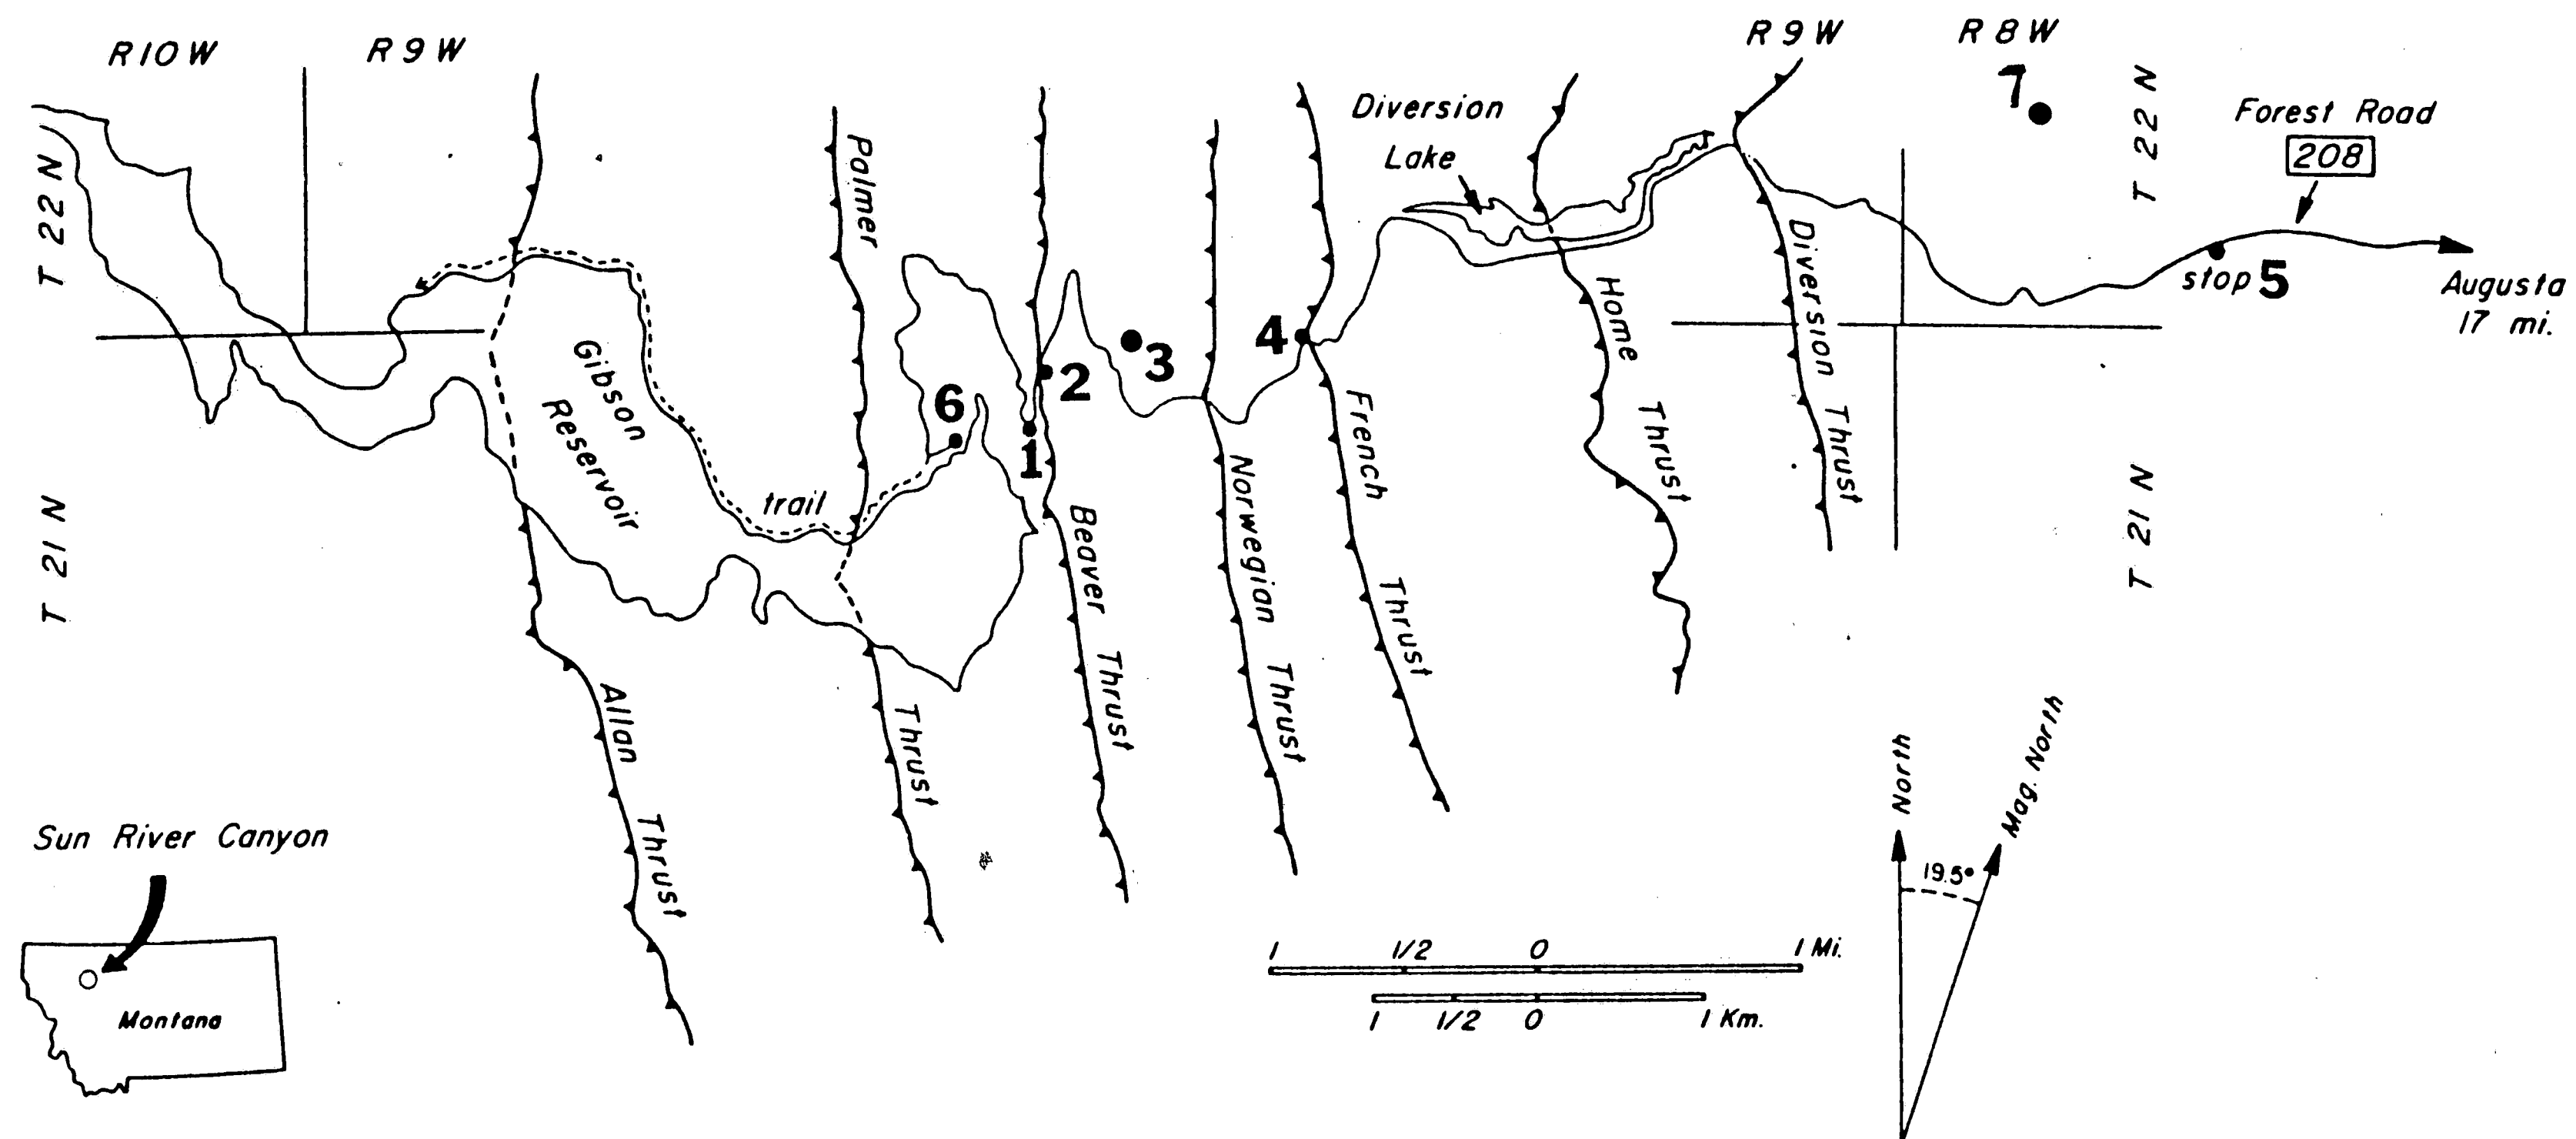 R10W
R9W
R9W
R8W
T 22 N
T 22 N
7
Forest Road
208
Diversion
Lake
Palmer
Gibson
Reservoir
trail
6
1
2
3
4
stop 5
Augusta
17 mi.
T 21 N
T 21 N
Allan
Thrust
Thrust
Beaver Thrust
Norwegian Thrust
French Thrust
Home Thrust
Diversion Thrust
Sun River Canyon
Montana
1 1/2 0 1 Mi.
1 1/2 0 1 Km.
North
Mag. North
19.5°